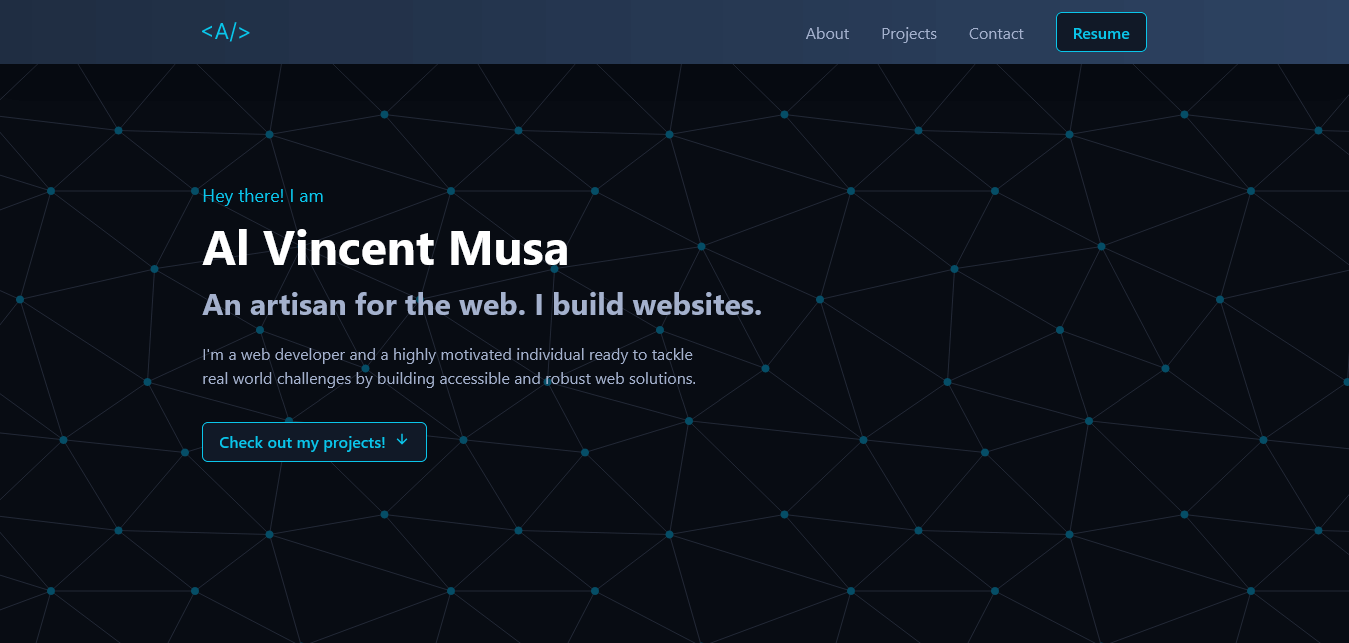 <A/>
About Projects Contact Resume
Hey there! I am
Al Vincent Musa
An artisan for the web. I build websites.
I'm a web developer and a highly motivated individual ready to tackle
real world challenges by building accessible and robust web solutions.
Check out my projects! ↓